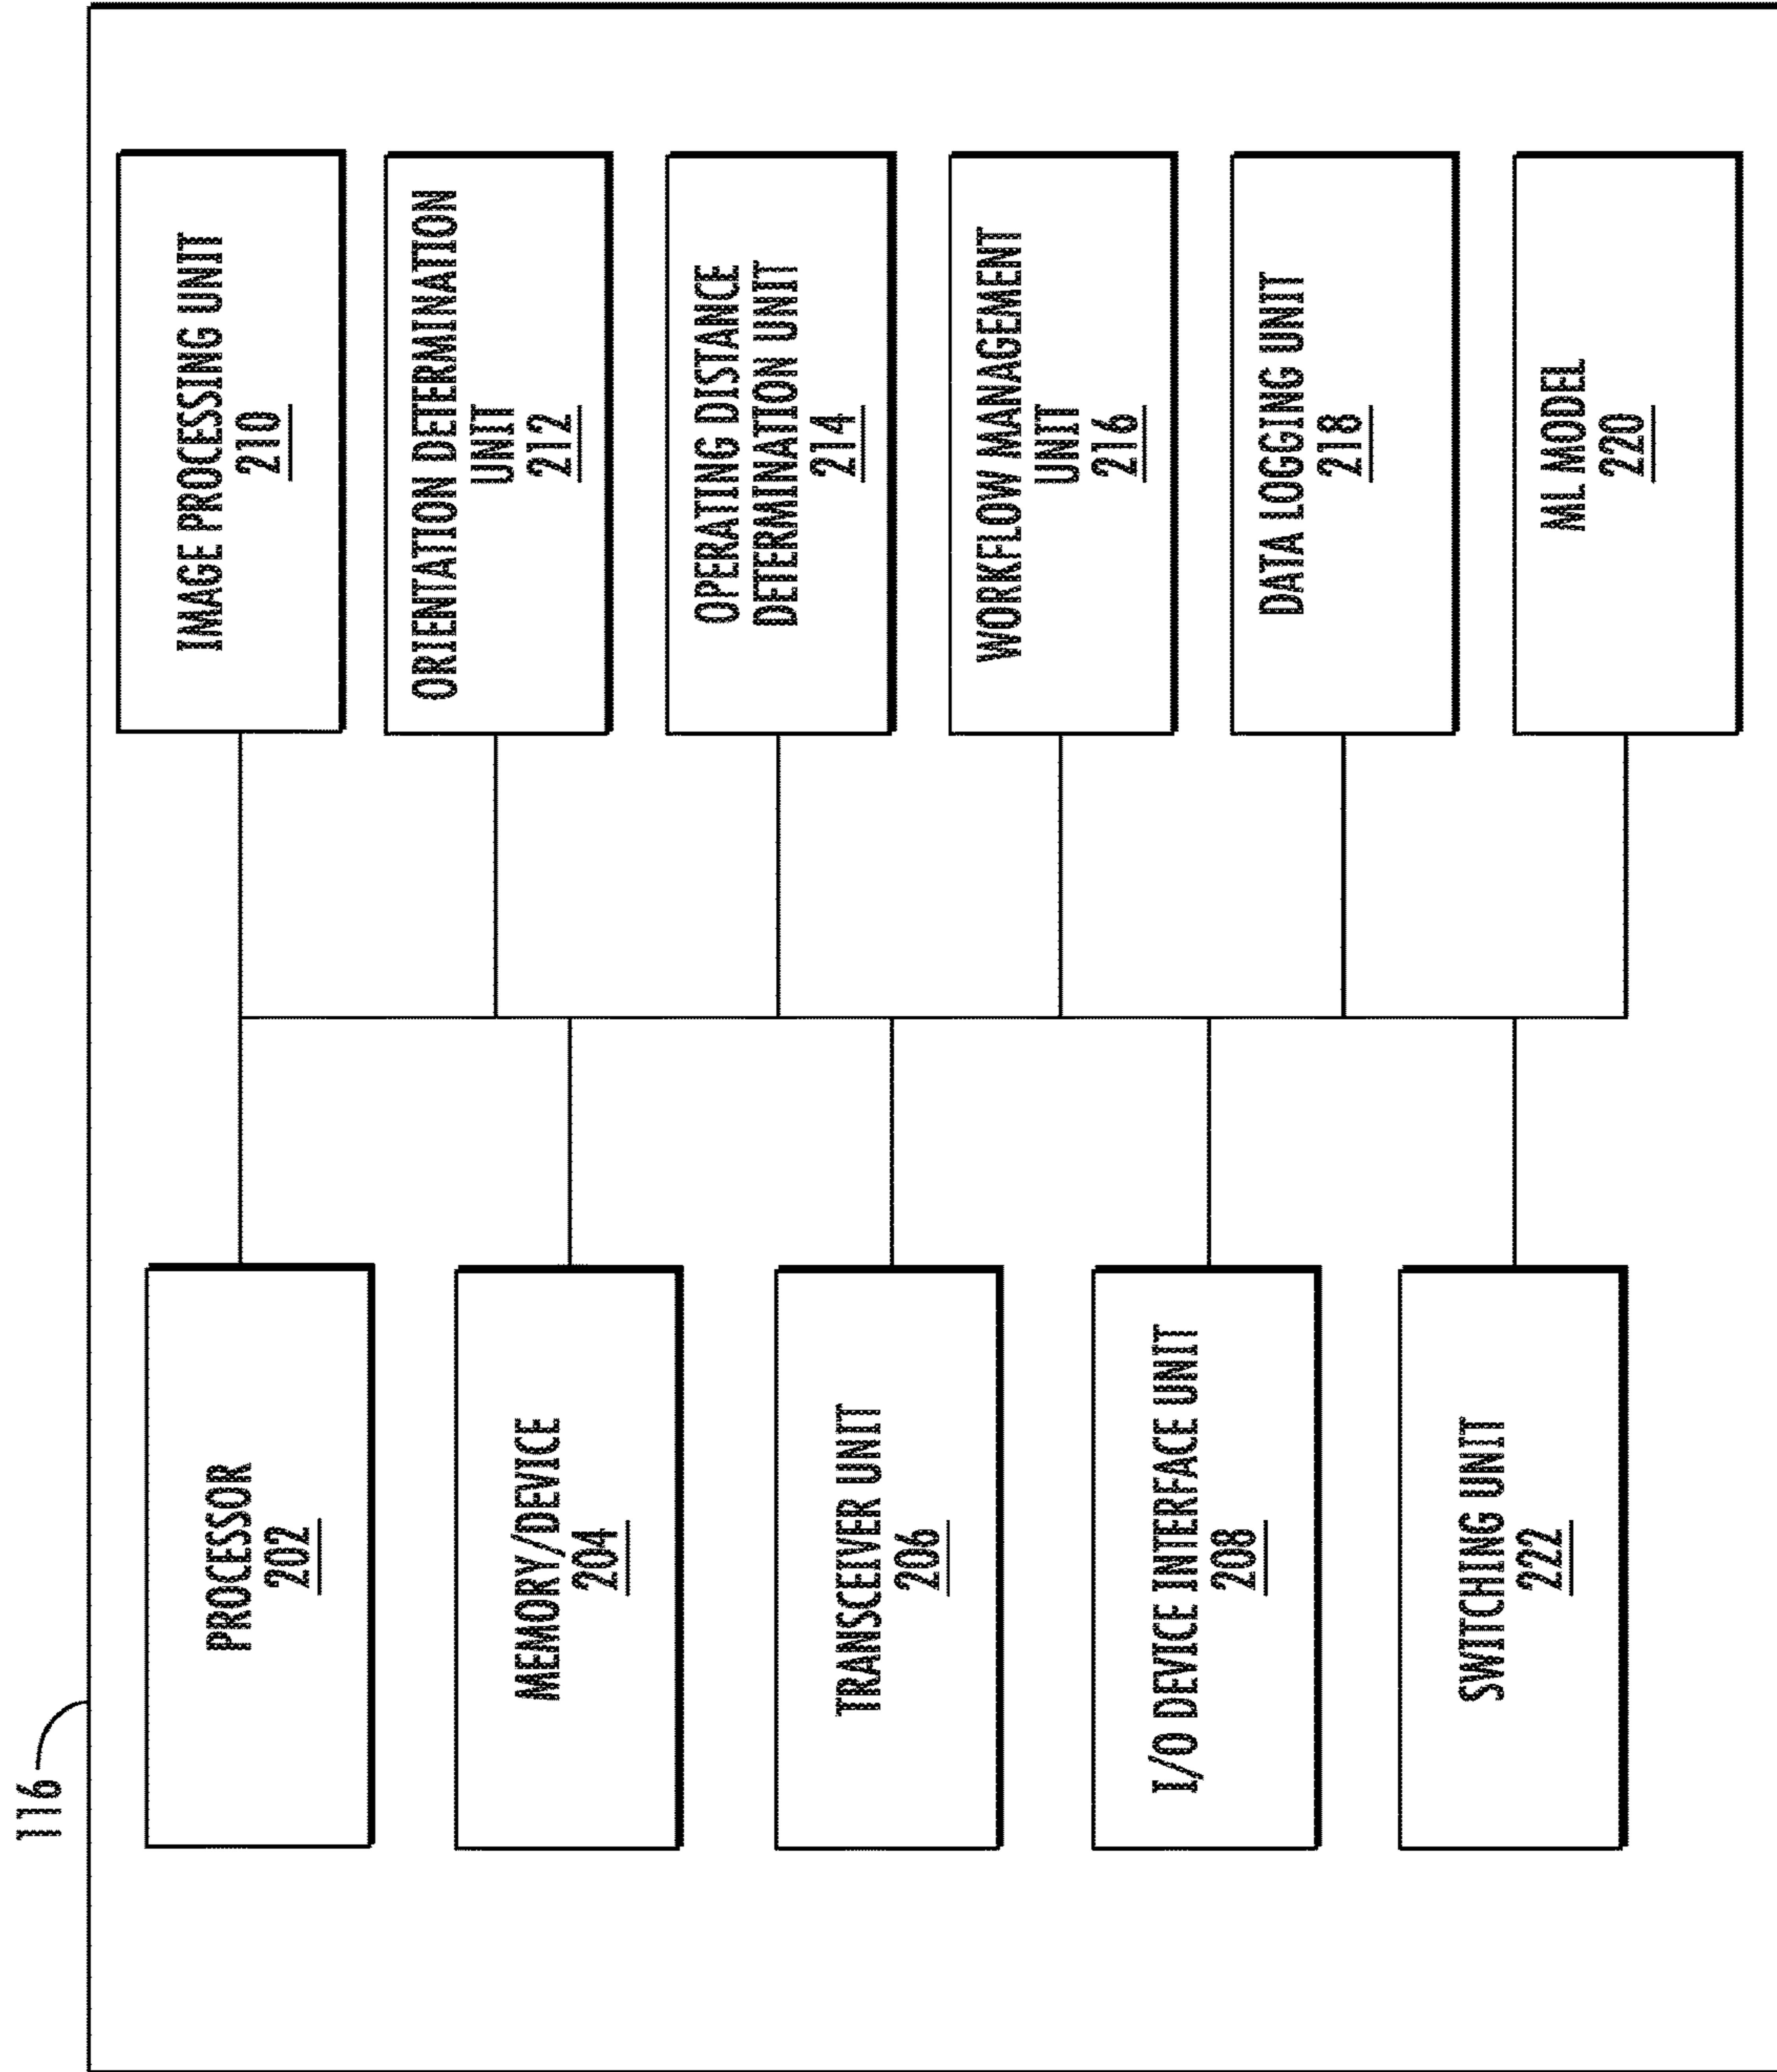 116
PROCESSOR
202
MEMORY/DEVICE
204
TRANSCEIVER UNIT
206
I/O DEVICE INTERFACE UNIT
208
SWITCHING UNIT
222
IMAGE PROCESSING UNIT
210
ORIENTATION DETERMINATION
UNIT
212
OPERATING DISTANCE
DETERMINATION UNIT
214
WORKFLOW MANAGEMENT
UNIT
216
DATA LOGGING UNIT
218
ML MODEL
220